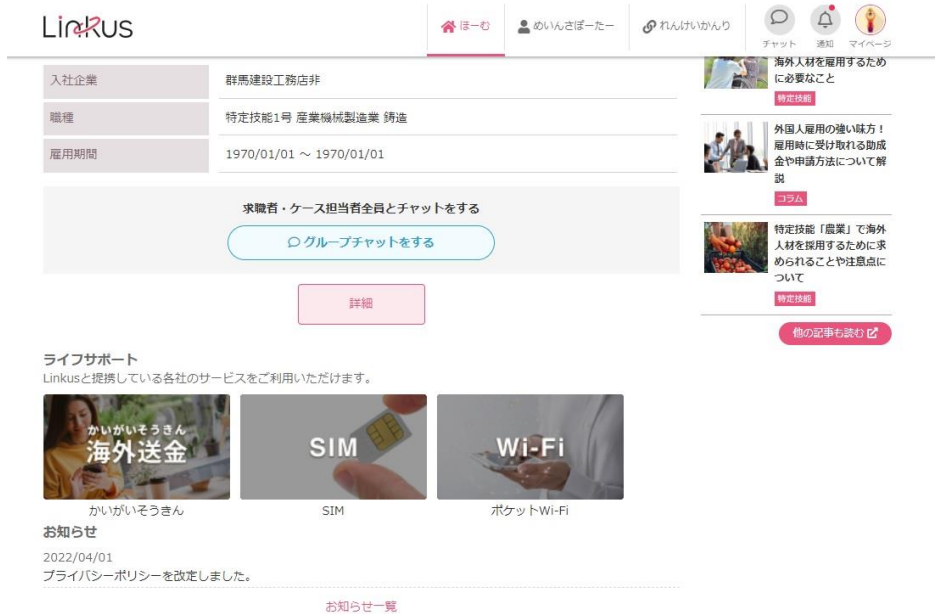 Linkus
ほーむ
めいんさぽーたー
れんけいかんり
チャット
通知
マイページ
入社企業 群馬建設工務店非
職種 特定技能1号 産業機械製造業 鋳造
雇用期間 1970/01/01 ～ 1970/01/01
求職者・ケース担当者全員とチャットをする
グループチャットをする
詳細
ライフサポート
Linkusと提携している各社のサービスをご利用いただけます。
かいがいそうきん
海外送金
SIM
Wi-Fi
かいがいそうきん
SIM
ポケットWi-Fi
お知らせ
2022/04/01
プライバシーポリシーを改定しました。
お知らせ一覧
海外人材を雇用するため
に必要なこと
特定技能
外国人雇用の強い味方！
雇用時に受け取れる助成
金や申請方法について解
説
コラム
特定技能「農業」で海外
人材を採用するために求
められることや注意点に
ついて
特定技能
他の記事も読む